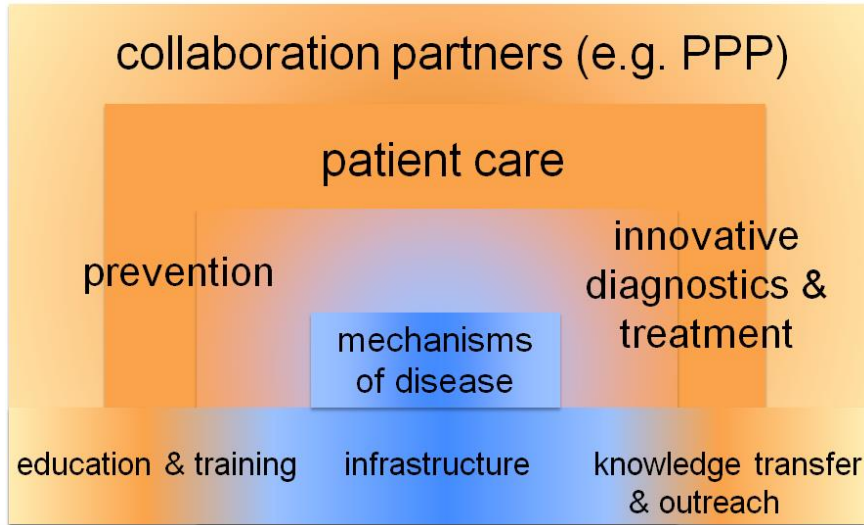 collaboration partners (e.g. PPP)
patient care
prevention
innovative
diagnostics &
treatment
mechanisms
of disease
education & training
infrastructure
knowledge transfer
& outreach